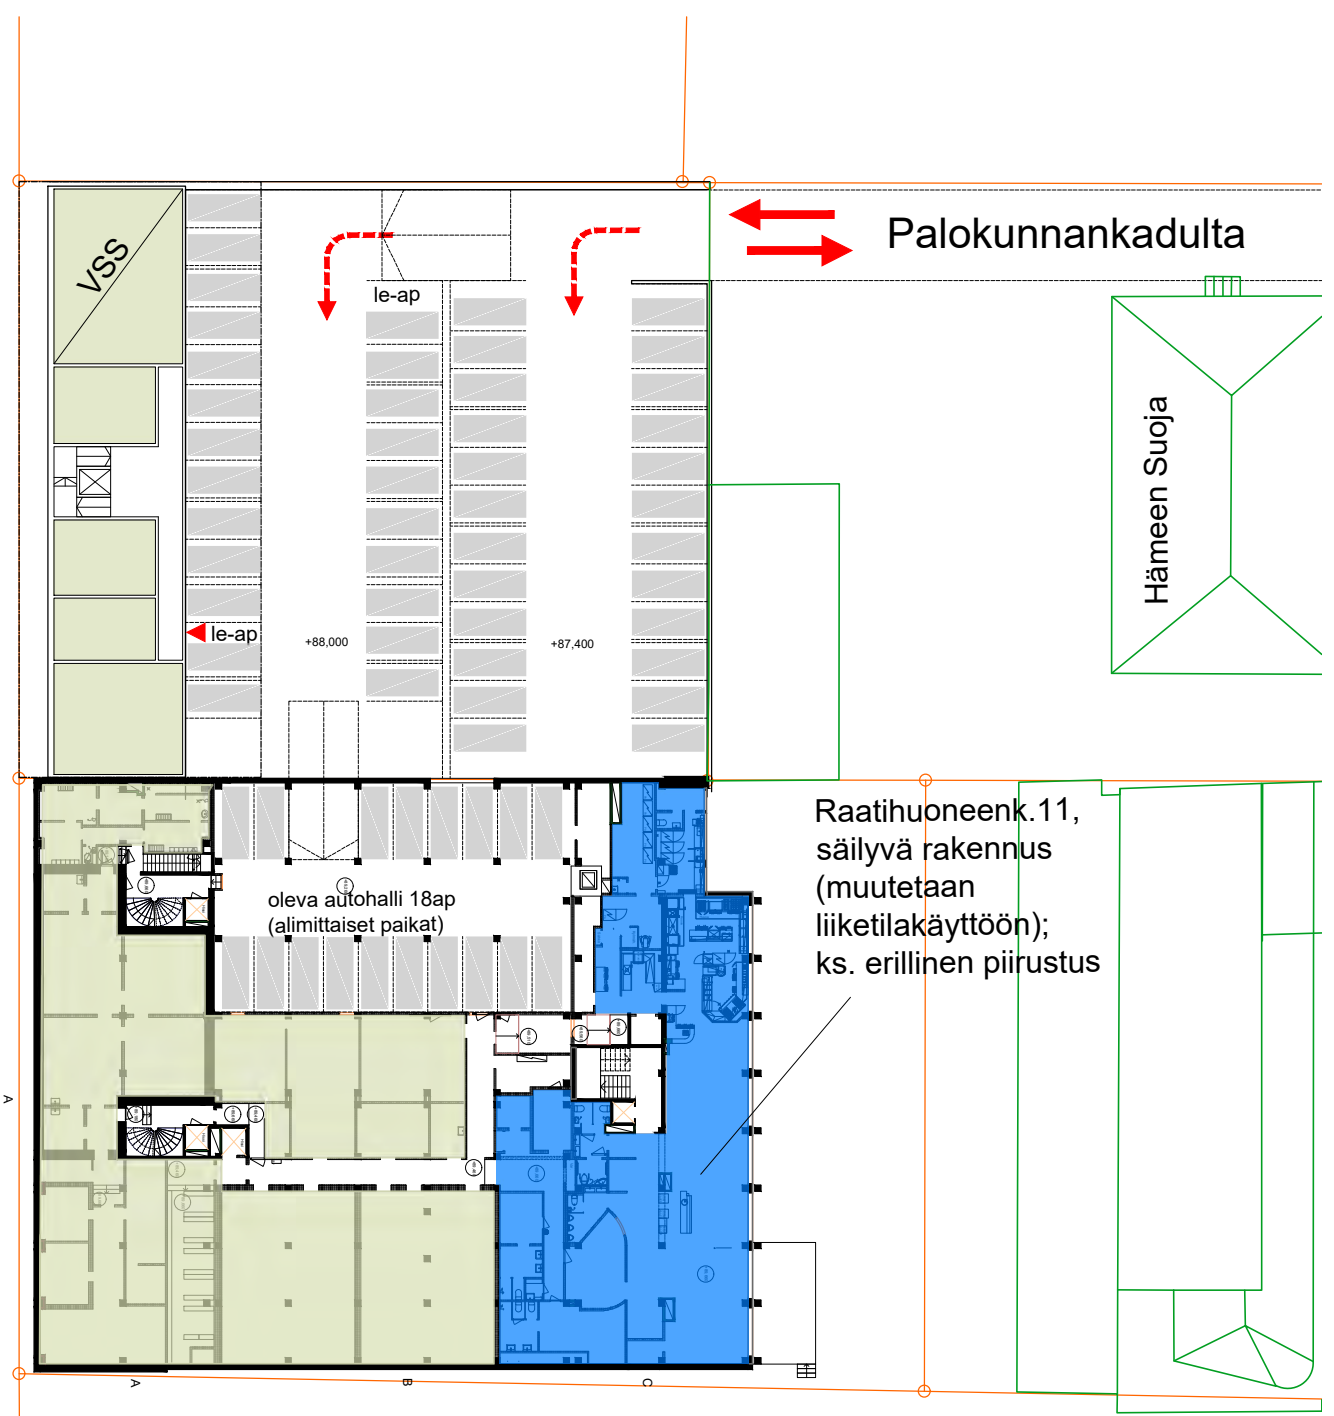 Palokunnankadulta
VSS
le-ap
Hämeen Suoja
le-ap
+88,000
+87,400
oleva autohalli 18ap
(alimittaiset paikat)
Raatihuoneenk.11,
säilyvä rakennus
(muutetaan
liiketilakäyttöön);
ks. erillinen piirustus
A
A
B
C